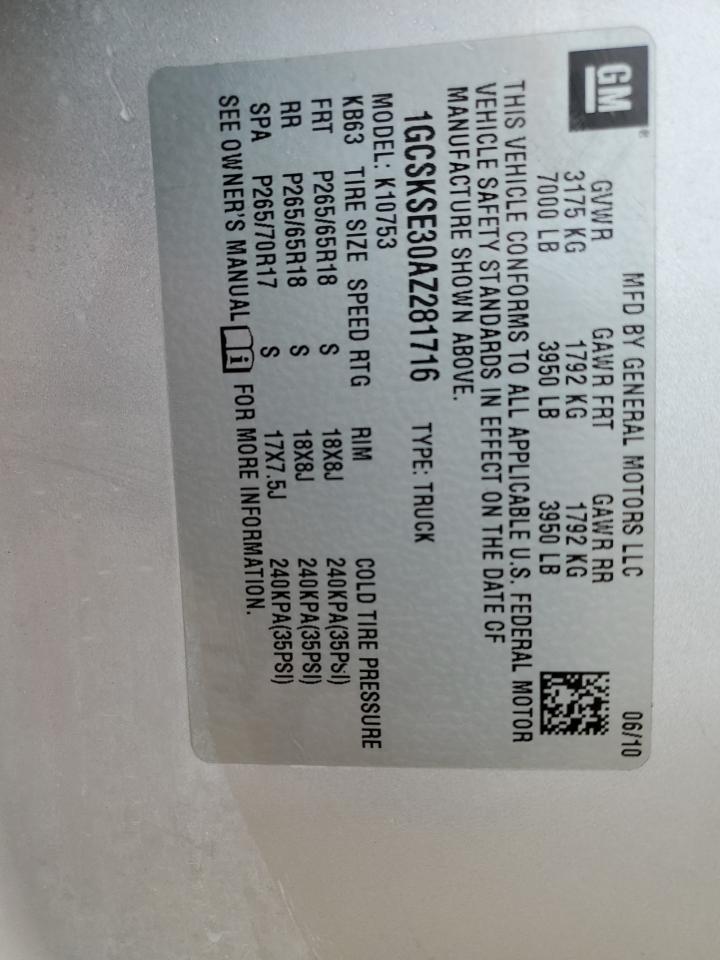 GM
MFD BY GENERAL MOTORS LLC 06/10
GVWR GAWR FRT GAWR RR
3175 KG 1792 KG 1792 KG
7000 LB 3950 LB 3950 LB
THIS VEHICLE CONFORMS TO ALL APPLICABLE U.S. FEDERAL MOTOR
VEHICLE SAFETY STANDARDS IN EFFECT ON THE DATE OF
MANUFACTURE SHOWN ABOVE.
1GCSKSE30AZ281716 TYPE: TRUCK
MODEL: K10753
KB63 TIRE SIZE SPEED RTG RIM COLD TIRE PRESSURE
FRT P265/65R18 S 18X8J 240KPA(35PSI)
RR P265/65R18 S 18X8J 240KPA(35PSI)
SPA P265/70R17 S 17X7.5J 240KPA(35PSI)
SEE OWNER'S MANUAL i FOR MORE INFORMATION.